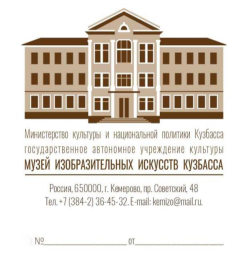 Министерство культуры и национальной политики Кузбасса
государственное автономное учреждение культуры
МУЗЕЙ ИЗОБРАЗИТЕЛЬНЫХ ИСКУССТВ КУЗБАССА
Россия, 650000, г. Кемерово, пр. Советский, 48
Тел. +7 (384-2) 36-45-32. E-mail: kemizo@mail.ru.
№ от